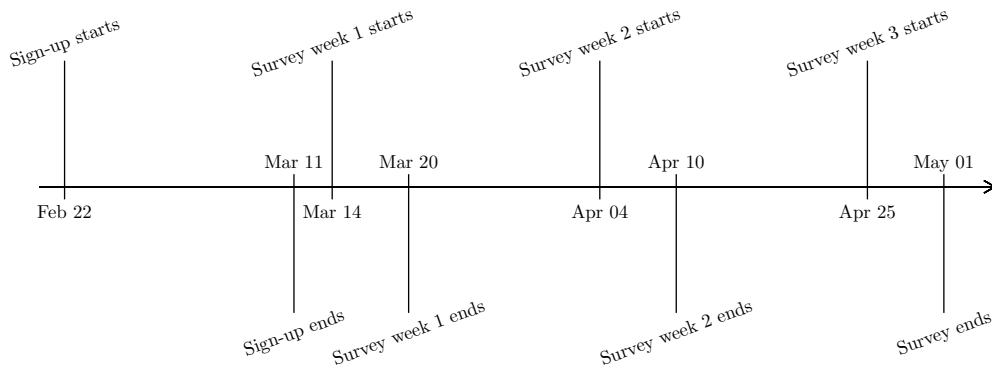 Sign-up starts
Survey week 1 starts
Survey week 2 starts
Survey week 3 starts
Mar 11
Mar 20
Apr 10
May 01
Feb 22
Mar 14
Apr 04
Apr 25
Sign-up ends
Survey week 1 ends
Survey week 2 ends
Survey ends